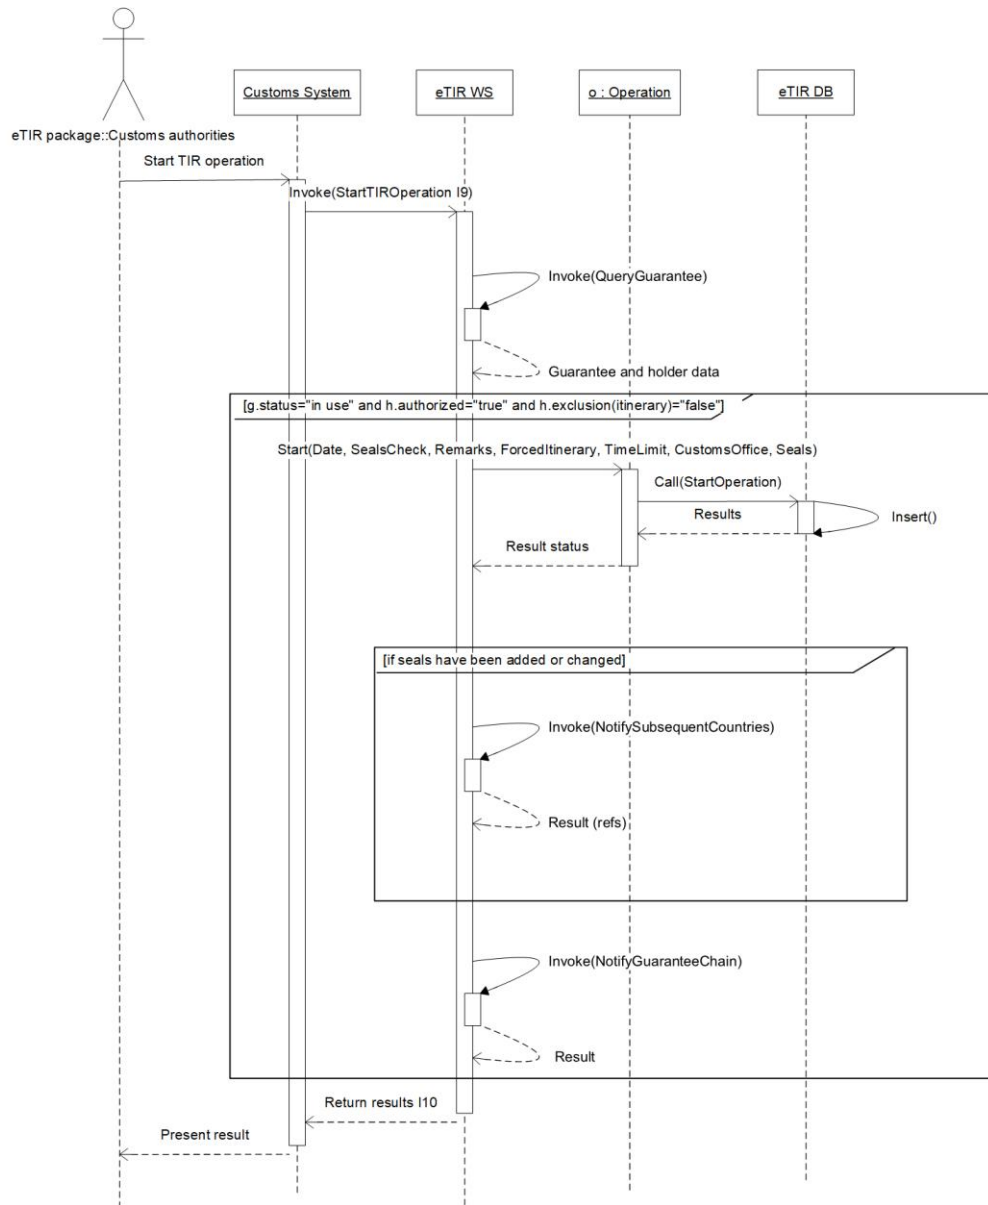 Customs System
eTIR WS
o : Operation
eTIR DB
eTIR package::Customs authorities
Start TIR operation
Invoke(StartTIROperation I9)
Invoke(QueryGuarantee)
Guarantee and holder data
[g.status="in use" and h.authorized="true" and h.exclusion(itinerary)="false"]
Start(Date, SealsCheck, Remarks, ForcedItinerary, TimeLimit, CustomsOffice, Seals)
Call(StartOperation)
Results
Insert()
Result status
[if seals have been added or changed]
Invoke(NotifySubsequentCountries)
Result (refs)
Invoke(NotifyGuaranteeChain)
Result
Return results I10
Present result